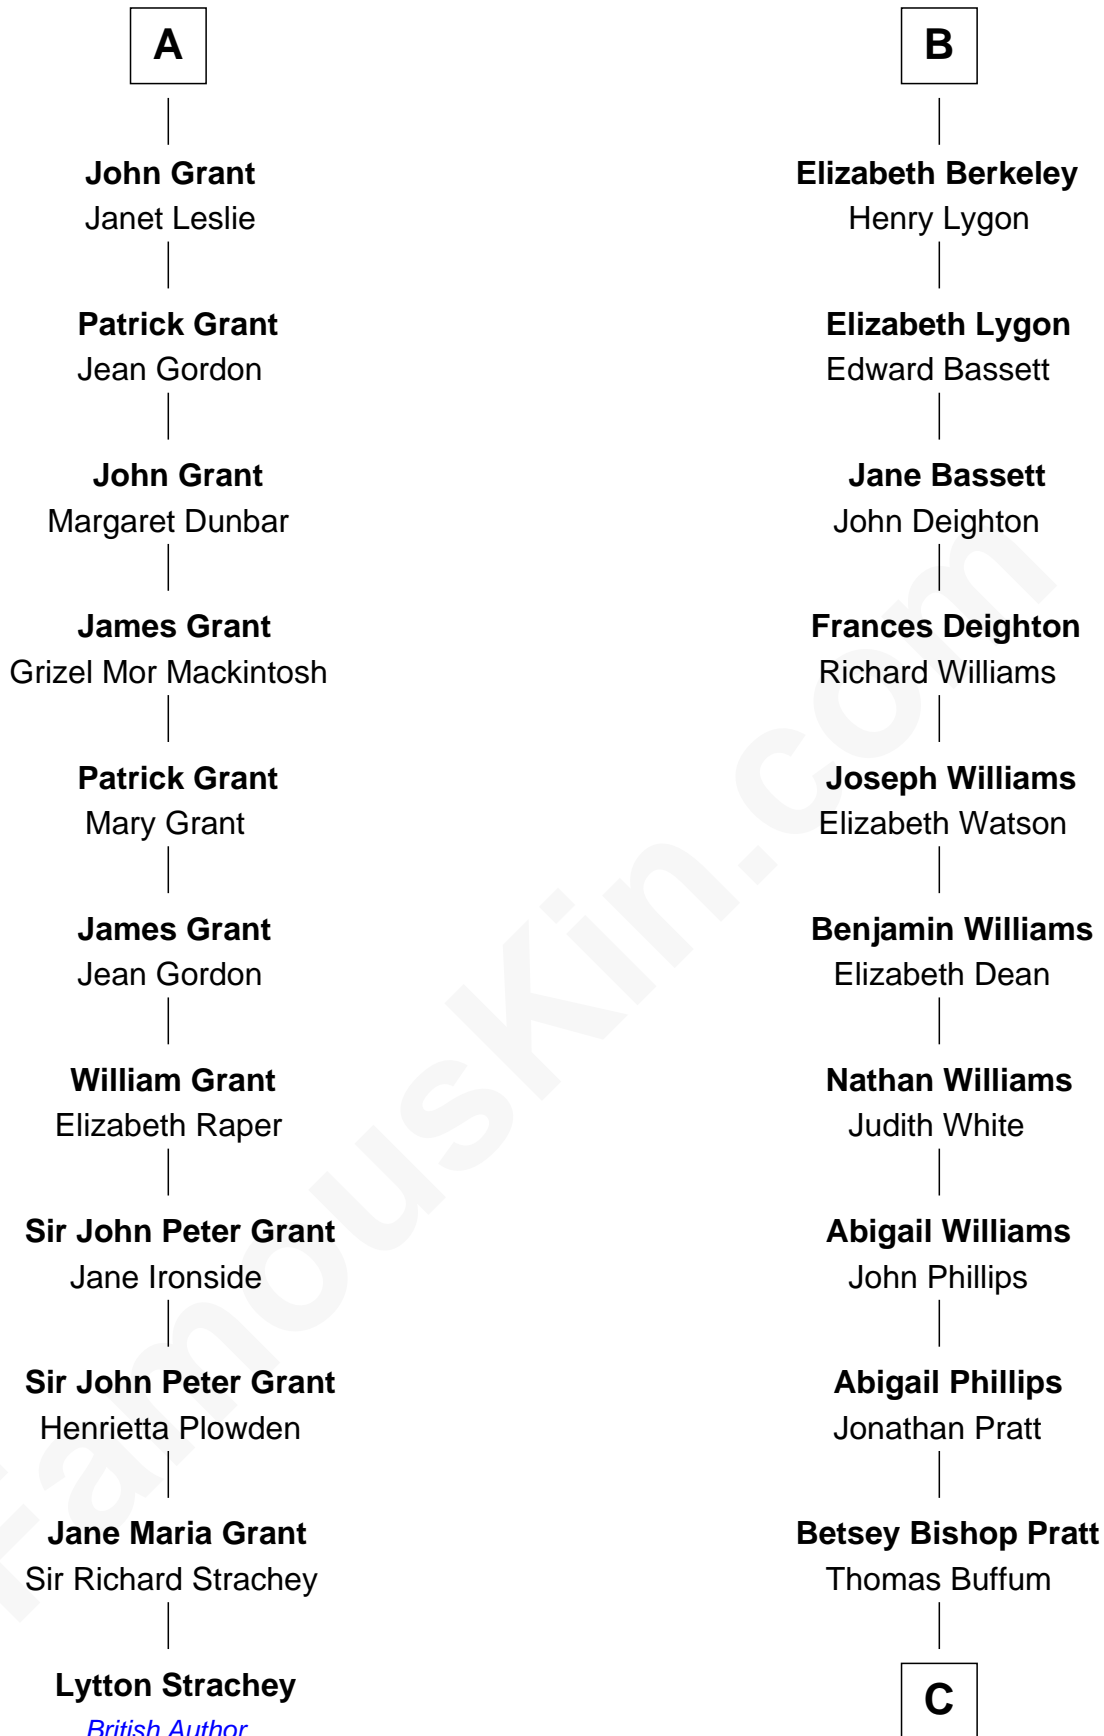 A
John Grant
Janet Leslie
Patrick Grant
Jean Gordon
John Grant
Margaret Dunbar
James Grant
Grizel Mor Mackintosh
Patrick Grant
Mary Grant
James Grant
Jean Gordon
William Grant
Elizabeth Raper
Sir John Peter Grant
Jane Ironside
Sir John Peter Grant
Henrietta Plowden
Jane Maria Grant
Sir Richard Strachey
Lytton Strachey
British Author
B
Elizabeth Berkeley
Henry Lygon
Elizabeth Lygon
Edward Bassett
Jane Bassett
John Deighton
Frances Deighton
Richard Williams
Joseph Williams
Elizabeth Watson
Benjamin Williams
Elizabeth Dean
Nathan Williams
Judith White
Abigail Williams
John Phillips
Abigail Phillips
Jonathan Pratt
Betsey Bishop Pratt
Thomas Buffum
C
FamousKin.com